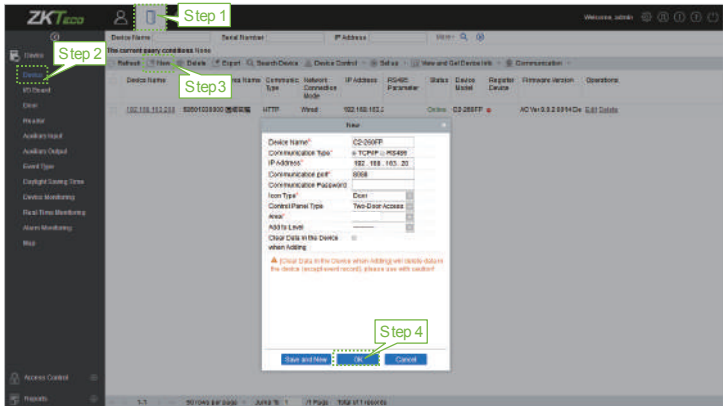 ZKTECO
Step 1
Welcome, admin
Device Name
Serial Number
IP Address
More
The current query conditions None
Step 2
Device
Refresh New Delete Export Search Device Device Control Set up View and Get Device Info Communication
Device
Step3
Device Name Area Name Communic Type Network Connection Mode IP Address RS485 Parameter Status Device Model Register Device Firmware Version Operations
I/O Board
Door
Reader
Auxiliary Input
Auxiliary Output
Event Type
Daylight Saving Time
Device Monitoring
Real-Time Monitoring
Alarm Monitoring
Map
HTTP Wired Online C2-260FP Edit Delete
New
Device Name* C2-260FP
Communication Type* TCP/IP RS485
IP Address* 192 . 168 . 163 . 20
Communication port*
Communication Password
Icon Type* Door
Control Panel Type Two-Door Access
Area*
Add to Level ---------
Clear Data in the Device
when Adding
[Clear Data in the Device when Adding] will delete data in
the device (except event record), please use with caution!
Step 4
Save and New OK Cancel
Access Control
Reports
1-1 50 rows per page Jump To 1 /1 Page Total of 1 records